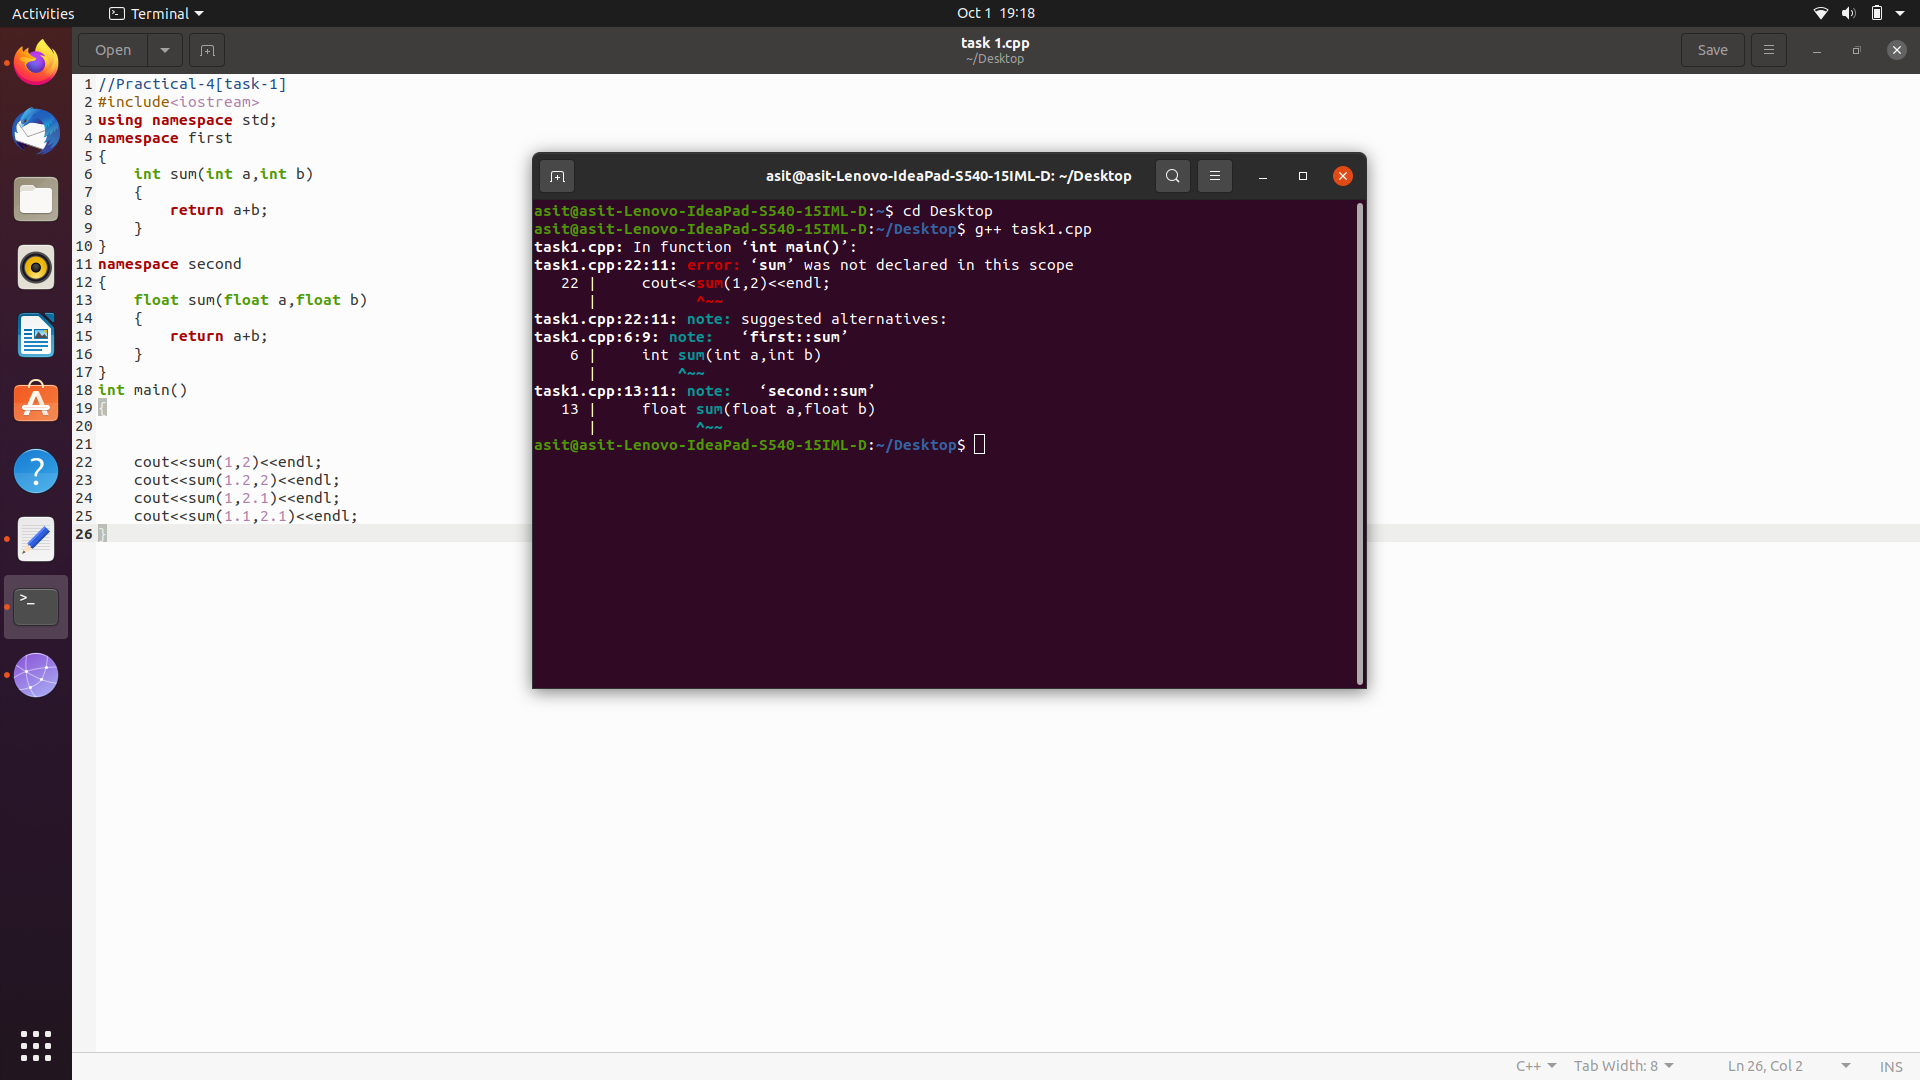 Activities
Terminal
Oct 1 19:18
Open
task 1.cpp
~/Desktop
Save
1 //Practical-4[task-1]
2 #include<iostream>
3 using namespace std;
4 namespace first
5 {
6     int sum(int a,int b)
7     {
8         return a+b;
9     }
10 }
11 namespace second
12 {
13     float sum(float a,float b)
14     {
15         return a+b;
16     }
17 }
18 int main()
19 {
20
21
22     cout<<sum(1,2)<<endl;
23     cout<<sum(1.2,2)<<endl;
24     cout<<sum(1,2.1)<<endl;
25     cout<<sum(1.1,2.1)<<endl;
26 }
asit@asit-Lenovo-IdeaPad-S540-15IML-D: ~/Desktop
asit@asit-Lenovo-IdeaPad-S540-15IML-D:~$ cd Desktop
asit@asit-Lenovo-IdeaPad-S540-15IML-D:~/Desktop$ g++ task1.cpp
task1.cpp: In function ‘int main()’:
task1.cpp:22:11: error: ‘sum’ was not declared in this scope
   22 |     cout<<sum(1,2)<<endl;
      |           ^~~
task1.cpp:22:11: note: suggested alternatives:
task1.cpp:6:9: note:   ‘first::sum’
    6 |     int sum(int a,int b)
      |         ^~~
task1.cpp:13:11: note:   ‘second::sum’
   13 |     float sum(float a,float b)
      |           ^~~
asit@asit-Lenovo-IdeaPad-S540-15IML-D:~/Desktop$
C++
Tab Width: 8
Ln 26, Col 2
INS